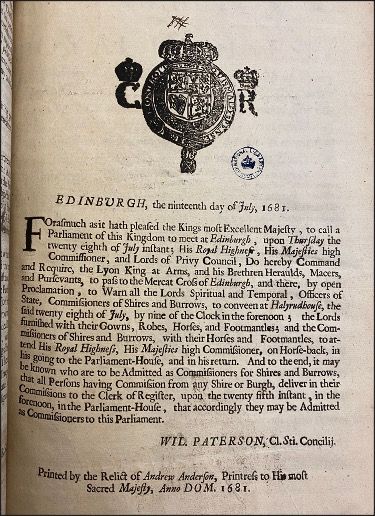 C R
EDINBURGH, the ninteenth day of July, 1681.
FOrasmuch as it hath pleased the Kings most Excellent Majesty, to call a
Parliament of this Kingdom to meet at Edinburgh, upon Thursday the
twenty eighth of July instant; His Royal Highness, His Majesties high
Commissioner, and Lords of Privy Council, Do hereby Command
and Require, the Lyon King at Arms, and his Brethren Heraulds, Macers,
and Pursevants, to pass to the Mercat Cross of Edinburgh, and there, by open
Proclamation, to Warn all the Lords Spiritual and Temporal, Officers of
State, Commissioners of Shires and Burrows, to conveen at Halyrudhouse, the
said twenty eighth of July, by nine of the Clock in the forenoon; the Lords
furnished with their Gowns, Robes, Horses, and Footmantles; and the Com-
missioners of Shires and Burrows, with their Horses and Footmantles, to at-
tend His Royal Highness, His Majesties high Commissioner, on Horse-back, in
his going to the Parliament-House, and in his return. And to the end, it may
be known who are to be Admitted as Commissioners for Shires and Burrows,
that all Persons having Commission from any Shire or Burgh, deliver in their
Commissions to the Clerk of Register, upon the twenty fifth instant, in the
forenoon, in the Parliament-House, that accordingly they may be Admitted
as Commissioners to this Parliament.
WIL. PATERSON, Cl. Sti. Concilij.
Printed by the Relict of Andrew Anderson, Printress to His most
Sacred Majesty, Anno DOM. 1681.